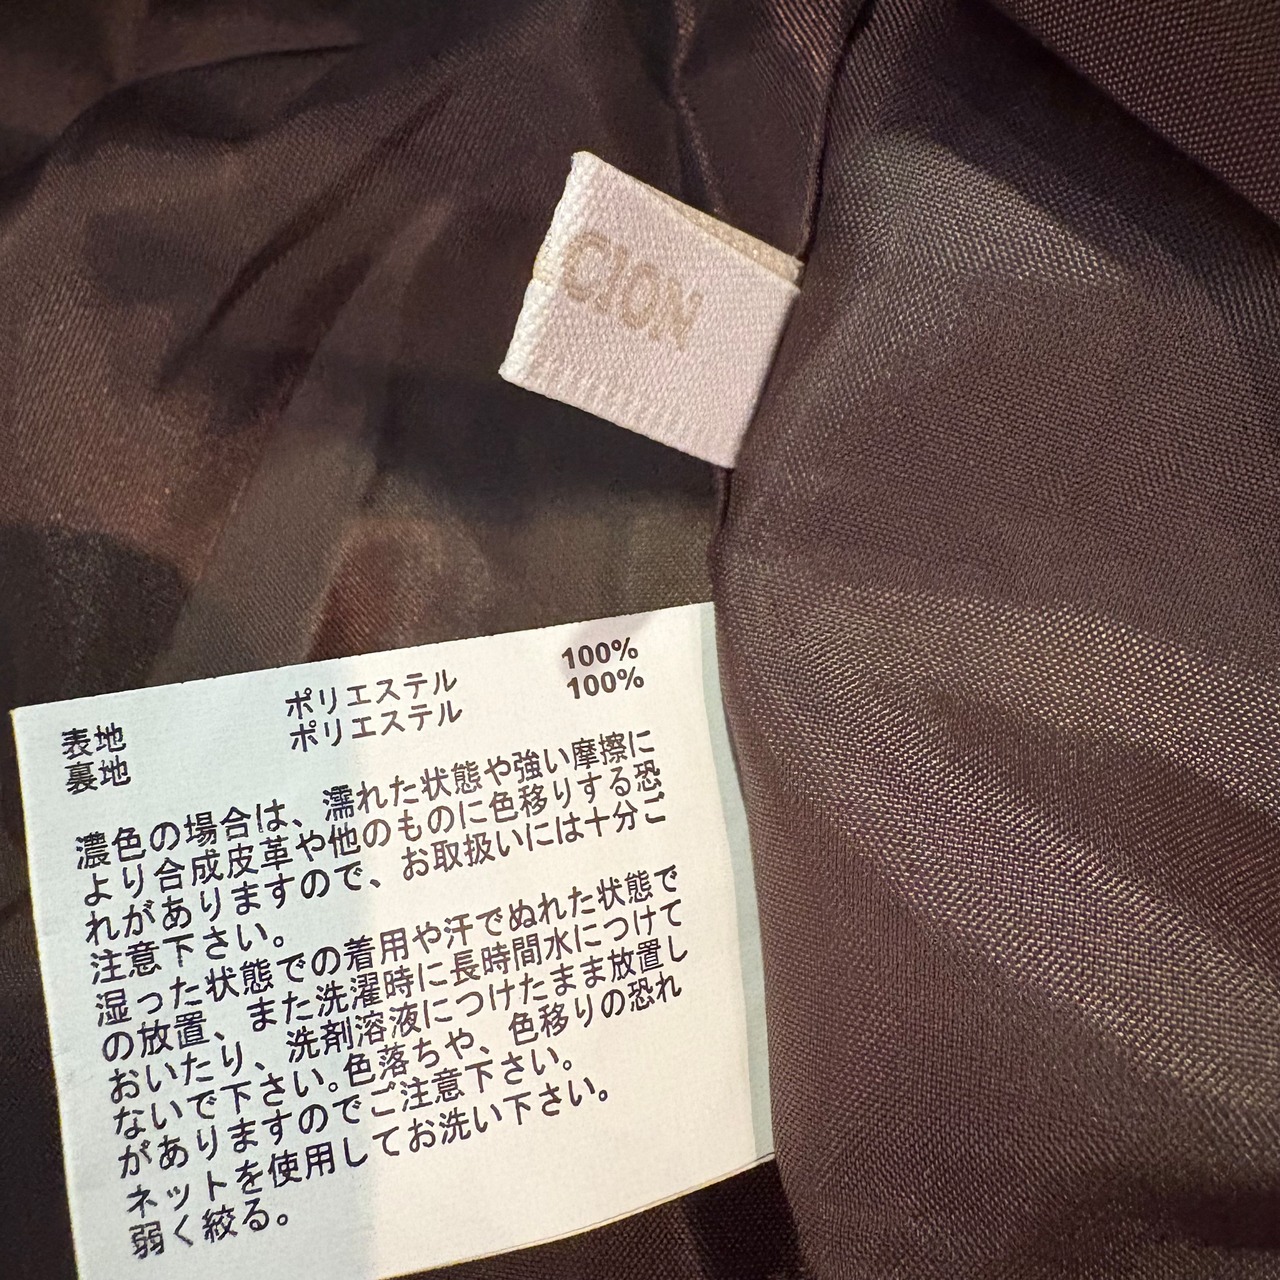 CION
表地 ポリエステル 100%
裏地 ポリエステル 100%
濃色の場合は、濡れた状態や強い摩擦に
より合成皮革や他のものに色移りする恐
れがありますので、お取扱いには十分ご
注意下さい。
湿った状態での着用や汗でぬれた状態で
の放置、また洗濯時に長時間水につけて
おいたり、洗剤溶液につけたまま放置し
ないで下さい。色落ちや、色移りの恐れ
がありますのでご注意下さい。
ネットを使用してお洗い下さい。
弱く絞る。